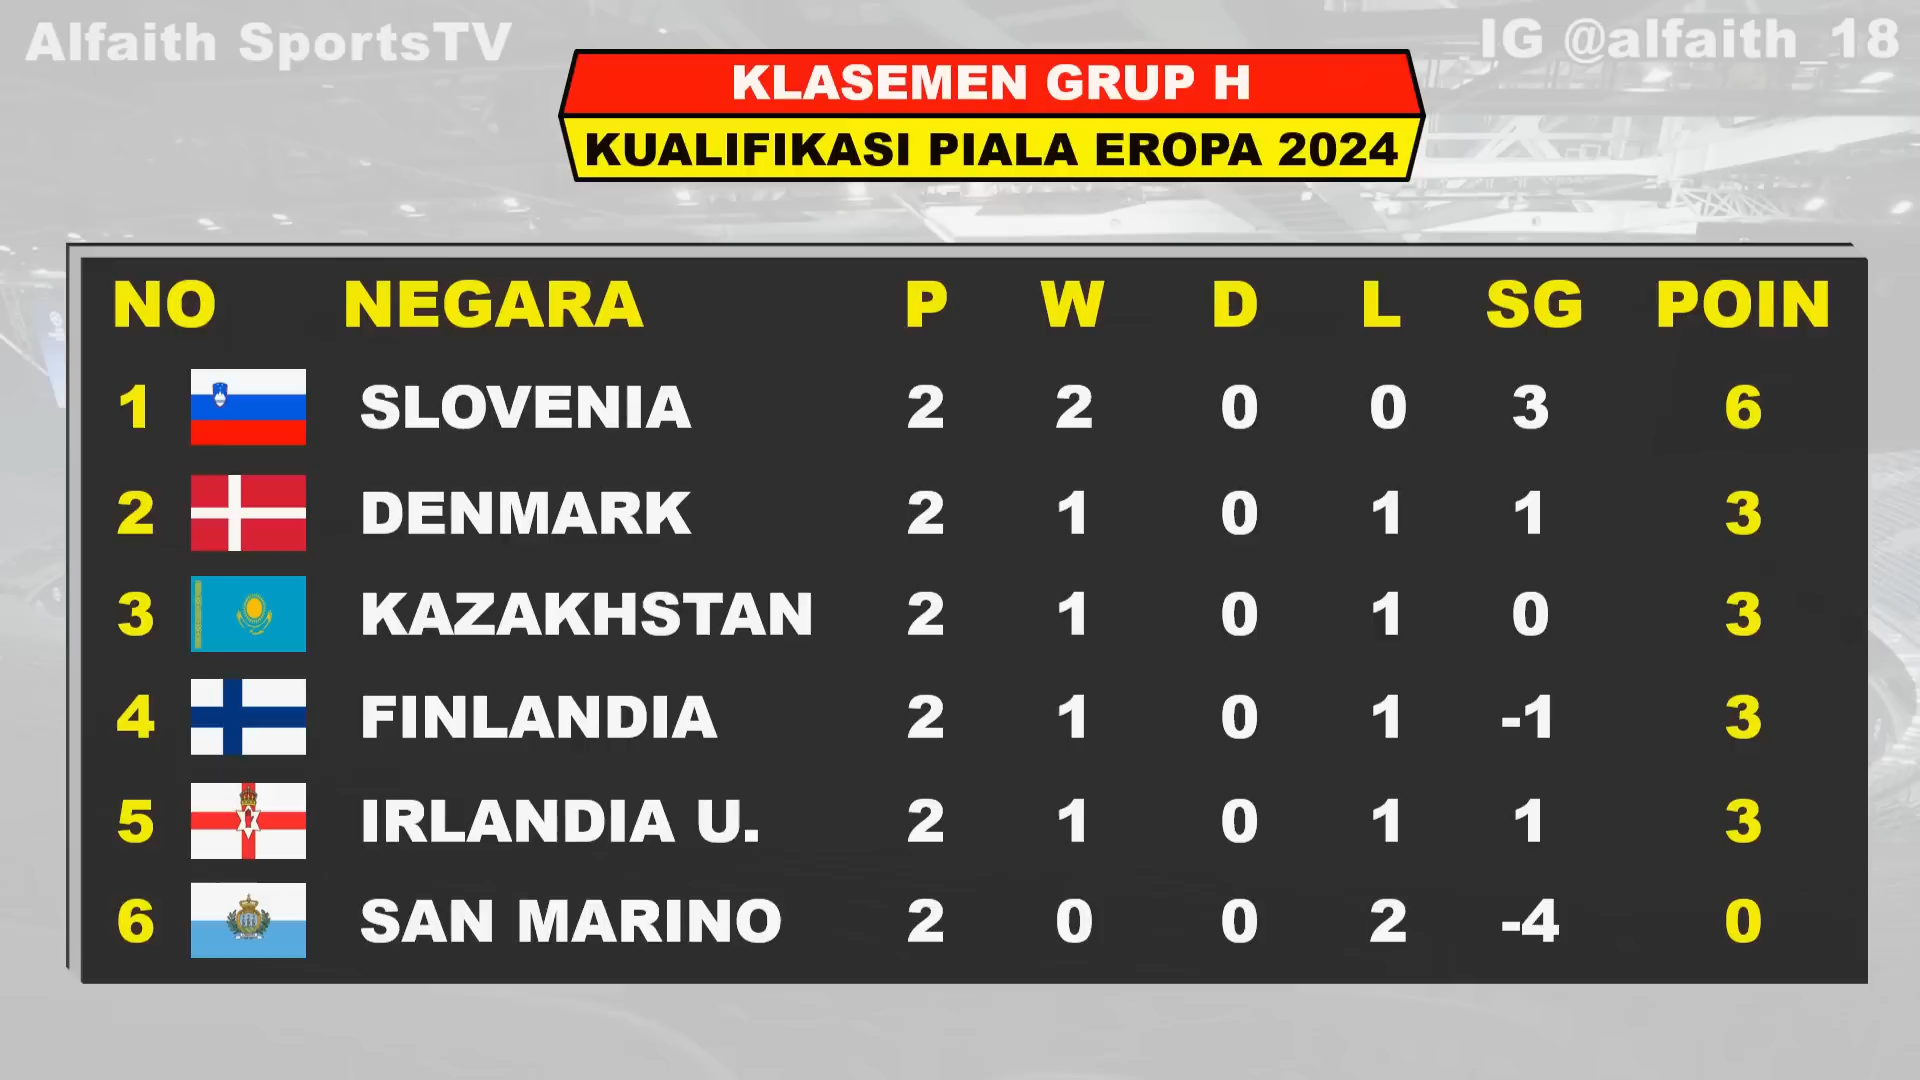 Alfaith SportsTV
IG @alfaith_18
KLASEMEN GRUP H
KUALIFIKASI PIALA EROPA 2024
NO NEGARA P W D L SG POIN
1 SLOVENIA 2 2 0 0 3 6
2 DENMARK 2 1 0 1 1 3
3 KAZAKHSTAN 2 1 0 1 0 3
4 FINLANDIA 2 1 0 1 -1 3
5 IRLANDIA U. 2 1 0 1 1 3
6 SAN MARINO 2 0 0 2 -4 0